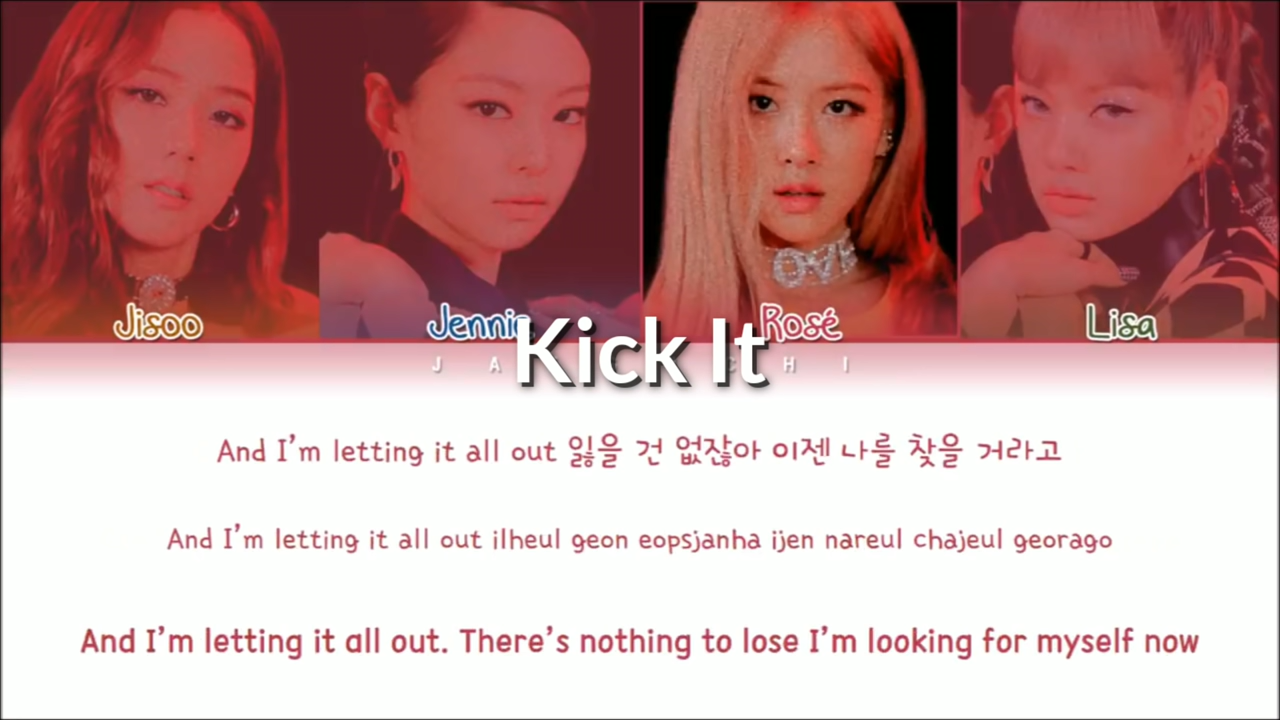 Jisoo
Jennie
Rosé
Lisa
Kick It
And I'm letting it all out 잃을 건 없잖아 이젠 나를 찾을 거라고
And I'm letting it all out ilheul geon eopsjanha ijen nareul chajeul georago
And I'm letting it all out. There's nothing to lose I'm looking for myself now